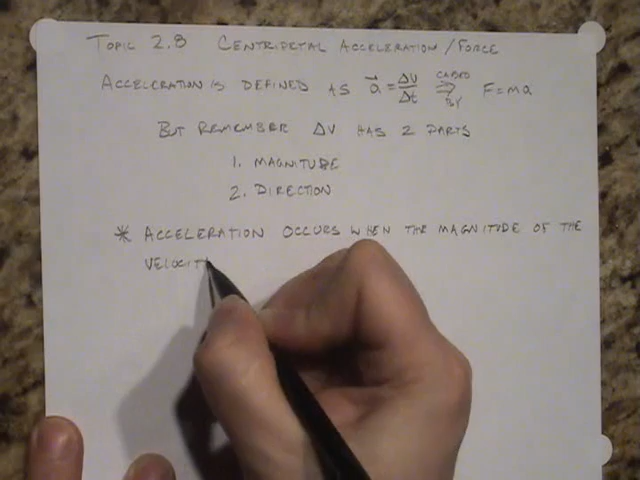 TOPIC 2.8 CENTRIPETAL ACCELERATION / FORCE
ACCELERATION IS DEFINED AS a⃗ = ΔV/Δt CAUSED BY F=ma
BUT REMEMBER ΔV HAS 2 PARTS
1. MAGNITUDE
2. DIRECTION
* ACCELERATION OCCURS WHEN THE MAGNITUDE OF THE
VELOCITY